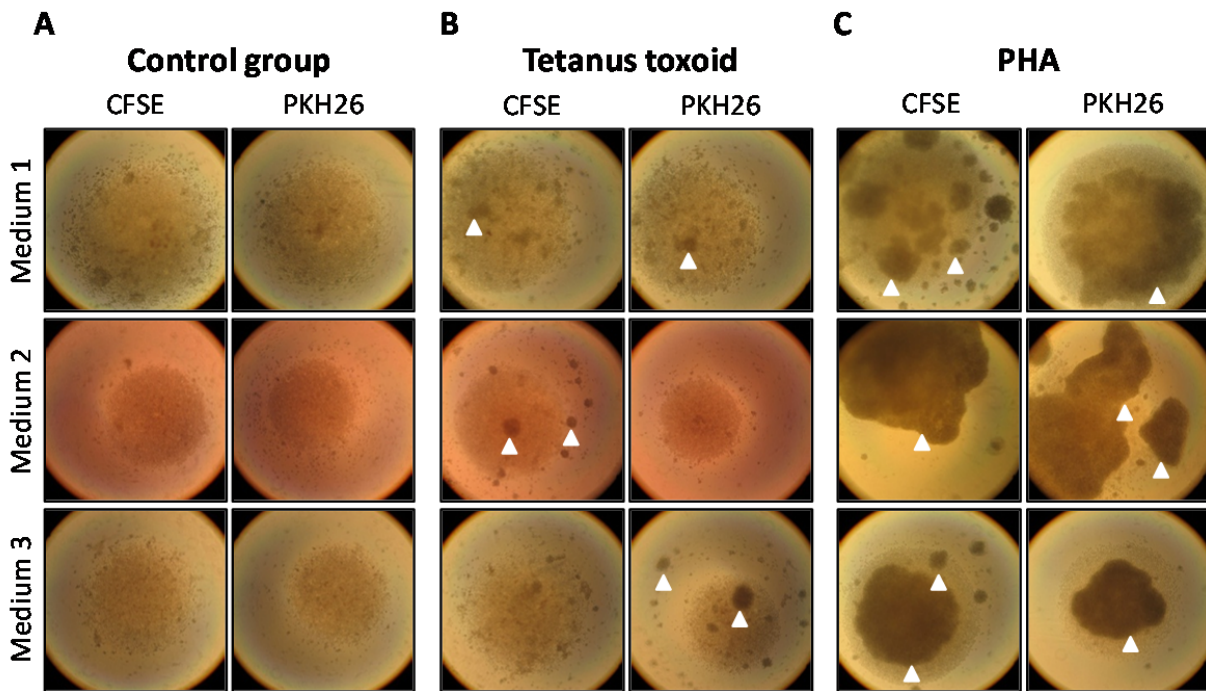 A
B
C
Control group
Tetanus toxoid
PHA
CFSE PKH26
CFSE PKH26
CFSE PKH26
Medium 1
Medium 2
Medium 3